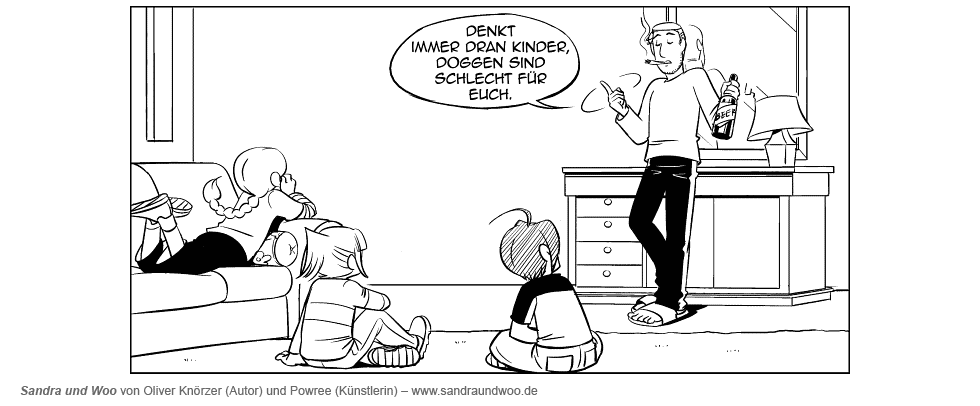 DENKT
IMMER DRAN KINDER,
DOGGEN SIND
SCHLECHT FÜR
EUCH.
BEER
Sandra und Woo von Oliver Knörzer (Autor) und Powree (Künstlerin) – www.sandraundwoo.de